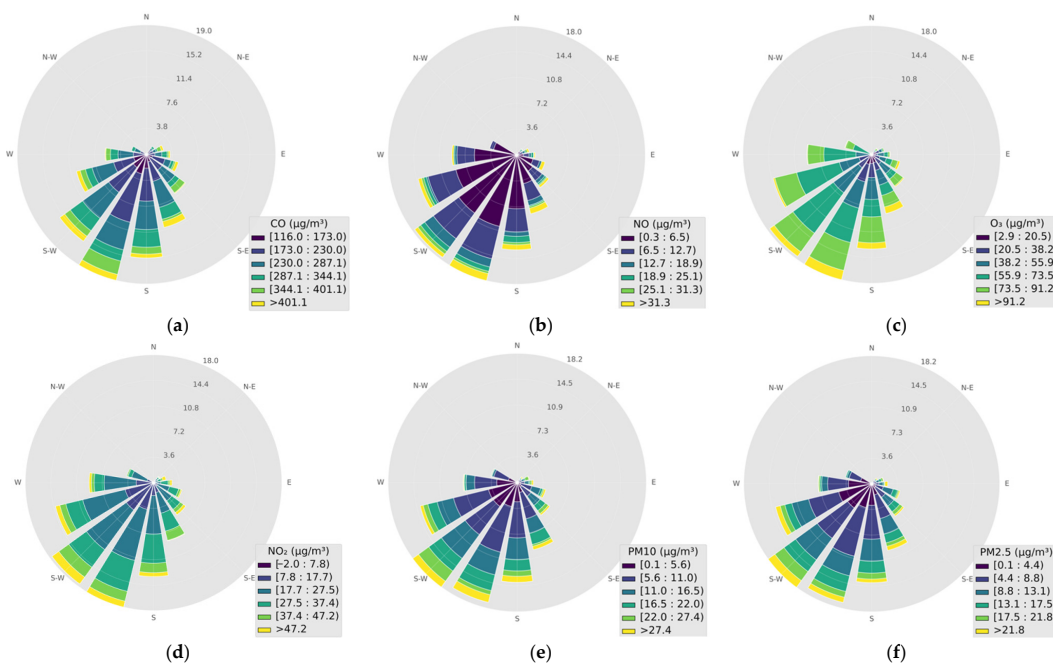 N
19.0
N-W
15.2
N-E
11.4
7.6
3.8
W
E
S-W
S-E
S
CO (μg/m³)
[116.0 : 173.0)
[173.0 : 230.0)
[230.0 : 287.1)
[287.1 : 344.1)
[344.1 : 401.1)
>401.1
(a)
N
18.0
N-W
14.4
N-E
10.8
7.2
3.6
W
E
S-W
S-E
S
NO (μg/m³)
[0.3 : 6.5)
[6.5 : 12.7)
[12.7 : 18.9)
[18.9 : 25.1)
[25.1 : 31.3)
>31.3
(b)
N
18.0
N-W
14.4
N-E
10.8
7.2
3.6
W
E
S-W
S-E
S
O₃ (μg/m³)
[2.9 : 20.5)
[20.5 : 38.2
[38.2 : 55.9
[55.9 : 73.5
[73.5 : 91.2
>91.2
(c)
N
18.0
N-W
14.4
N-E
10.8
7.2
3.6
W
E
S-W
S-E
S
NO₂ (μg/m³)
[−2.0 : 7.8)
[7.8 : 17.7)
[17.7 : 27.5)
[27.5 : 37.4)
[37.4 : 47.2)
>47.2
(d)
N
18.2
N-W
14.5
N-E
10.9
7.3
3.6
W
E
S-W
S-E
S
PM10 (μg/m³)
[0.1 : 5.6)
[5.6 : 11.0)
[11.0 : 16.5)
[16.5 : 22.0)
[22.0 : 27.4)
>27.4
(e)
N
18.2
N-W
14.5
N-E
10.9
7.3
3.6
W
E
S-W
S-E
S
PM2.5 (μg/m³)
[0.1 : 4.4)
[4.4 : 8.8)
[8.8 : 13.1)
[13.1 : 17.5
[17.5 : 21.8
>21.8
(f)